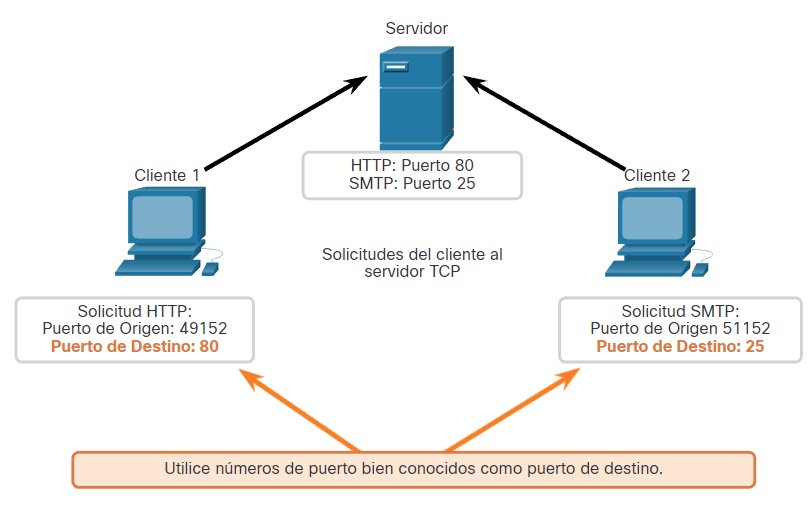 Servidor
HTTP: Puerto 80
SMTP: Puerto 25
Cliente 1
Cliente 2
Solicitudes del cliente al
servidor TCP
Solicitud HTTP:
Puerto de Origen: 49152
Puerto de Destino: 80
Solicitud SMTP:
Puerto de Origen 51152
Puerto de Destino: 25
Utilice números de puerto bien conocidos como puerto de destino.